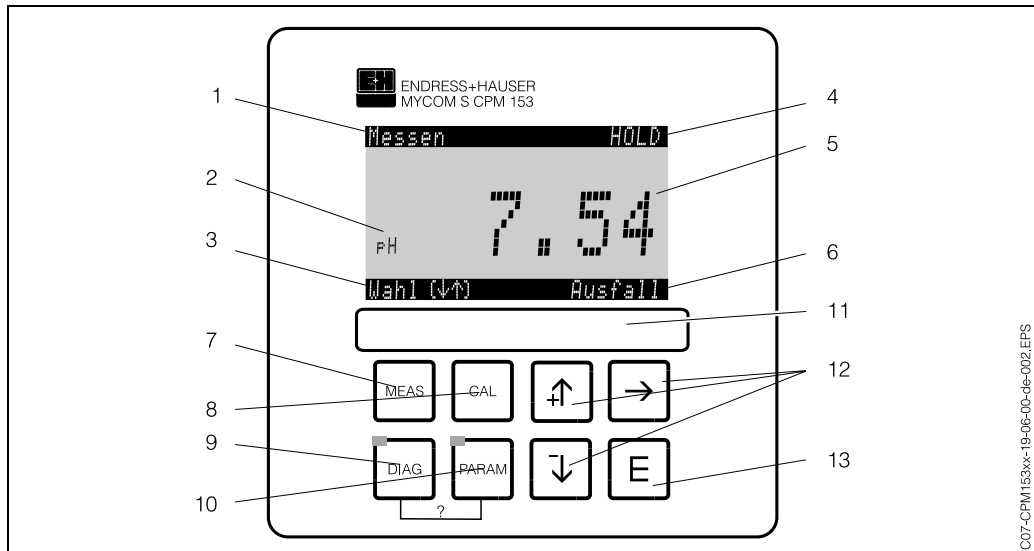 E+H
ENDRESS+HAUSER
MYCOM S CPM 153
Messen HOLD
7.54
pH
Wahl (↓↑) Ausfall
MEAS CAL +↑ →
DIAG PARAM -↓ E
?
1
2
3
7
8
9
10
4
5
6
11
12
13
C07-CPM153xx-19-06-00-de-002.EPS